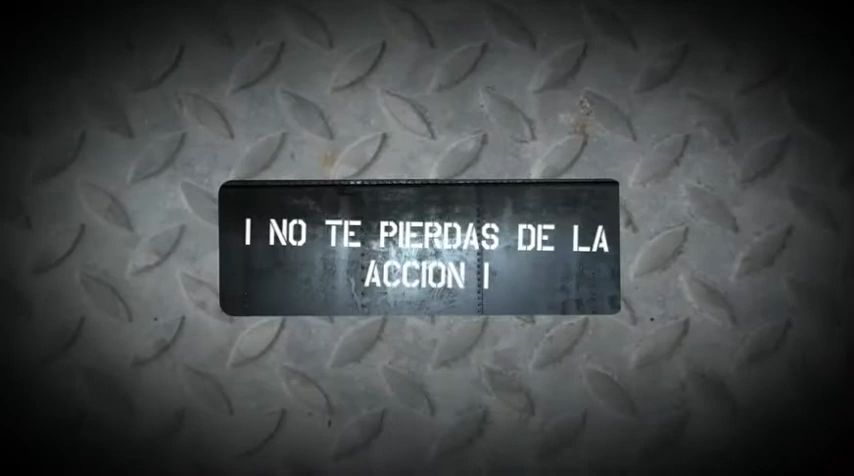 | NO TE PIERDAS DE LA
ACCION |